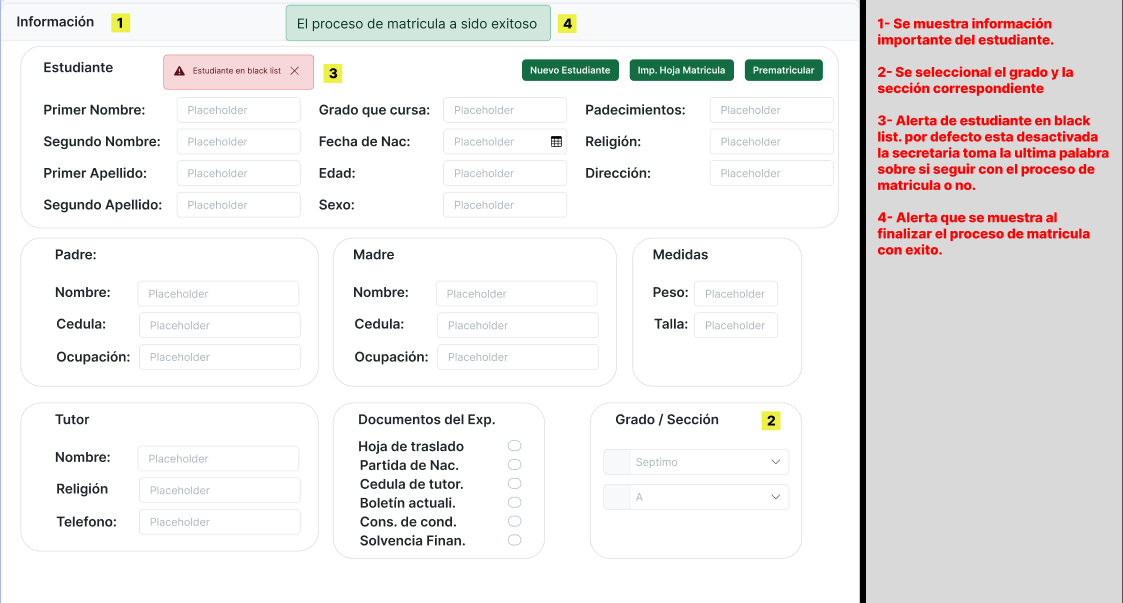 Información 1
El proceso de matricula a sido exitoso 4
Estudiante
Estudiante en black list
3
Nuevo Estudiante
Imp. Hoja Matricula
Prematricular
Primer Nombre: Placeholder
Grado que cursa: Placeholder
Padecimientos: Placeholder
Segundo Nombre: Placeholder
Fecha de Nac: Placeholder
Religión: Placeholder
Primer Apellido: Placeholder
Edad: Placeholder
Dirección: Placeholder
Segundo Apellido: Placeholder
Sexo: Placeholder
Padre:
Nombre: Placeholder
Cedula: Placeholder
Ocupación: Placeholder
Madre
Nombre: Placeholder
Cedula: Placeholder
Ocupación: Placeholder
Medidas
Peso: Placeholder
Talla: Placeholder
Tutor
Nombre: Placeholder
Religión Placeholder
Telefono: Placeholder
Documentos del Exp.
Hoja de traslado
Partida de Nac.
Cedula de tutor.
Boletín actuali.
Cons. de cond.
Solvencia Finan.
Grado / Sección 2
Septimo
A
1- Se muestra información
importante del estudiante.
2- Se seleccional el grado y la
sección correspondiente
3- Alerta de estudiante en black
list. por defecto esta desactivada
la secretaria toma la ultima palabra
sobre si seguir con el proceso de
matricula o no.
4- Alerta que se muestra al
finalizar el proceso de matricula
con exito.